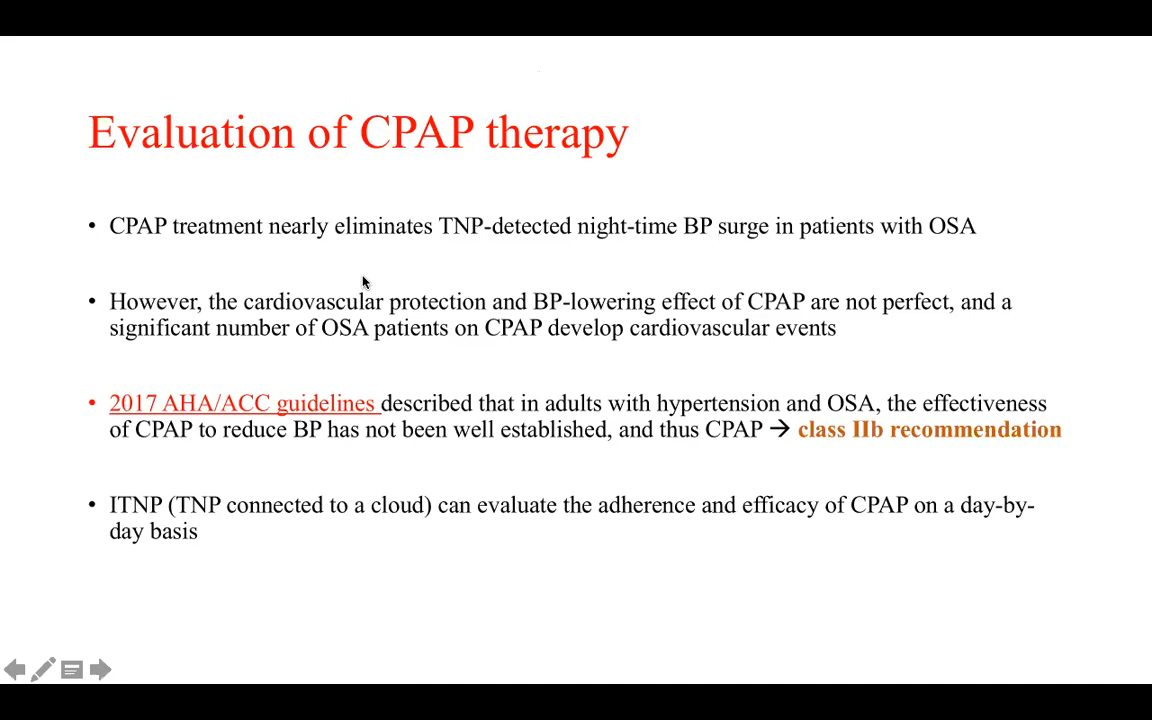 Evaluation of CPAP therapy
• CPAP treatment nearly eliminates TNP-detected night-time BP surge in patients with OSA
• However, the cardiovascular protection and BP-lowering effect of CPAP are not perfect, and a
significant number of OSA patients on CPAP develop cardiovascular events
• 2017 AHA/ACC guidelines described that in adults with hypertension and OSA, the effectiveness
of CPAP to reduce BP has not been well established, and thus CPAP → class IIb recommendation
• ITNP (TNP connected to a cloud) can evaluate the adherence and efficacy of CPAP on a day-by-
day basis